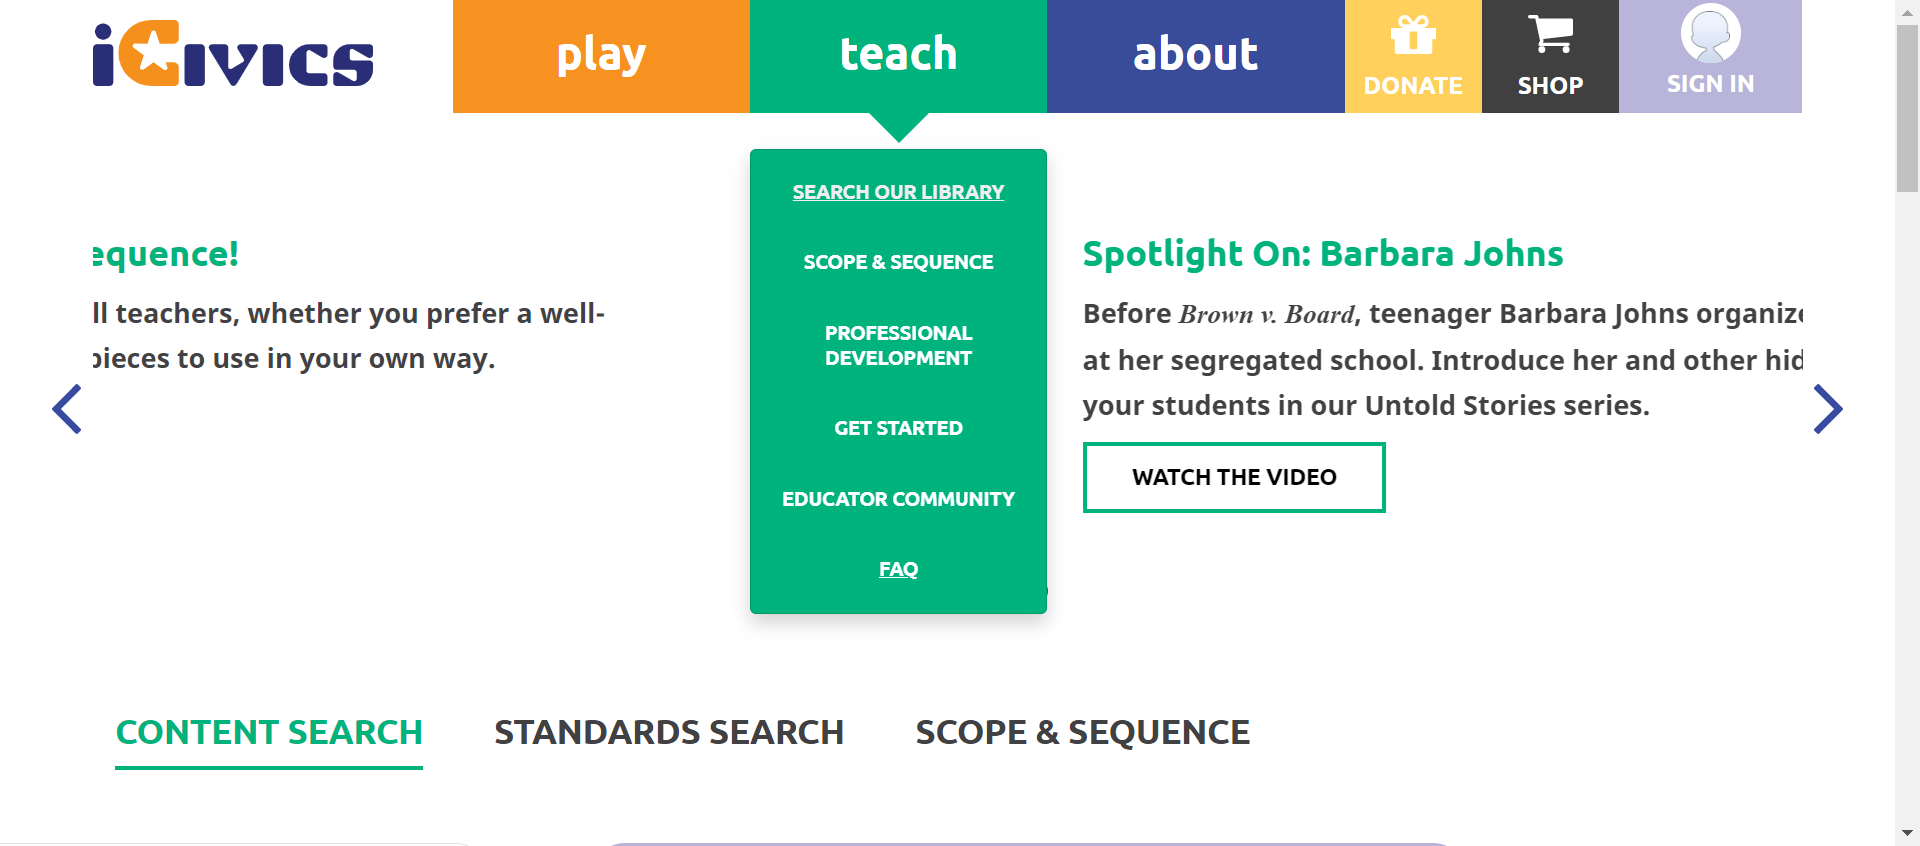 iCIVICS
play
teach
about
DONATE
SHOP
SIGN IN
SEARCH OUR LIBRARY
SCOPE & SEQUENCE
PROFESSIONAL
DEVELOPMENT
GET STARTED
EDUCATOR COMMUNITY
FAQ
equence!
ll teachers, whether you prefer a well-
pieces to use in your own way.
Spotlight On: Barbara Johns
Before Brown v. Board, teenager Barbara Johns organize
at her segregated school. Introduce her and other hid
your students in our Untold Stories series.
WATCH THE VIDEO
CONTENT SEARCH
STANDARDS SEARCH
SCOPE & SEQUENCE